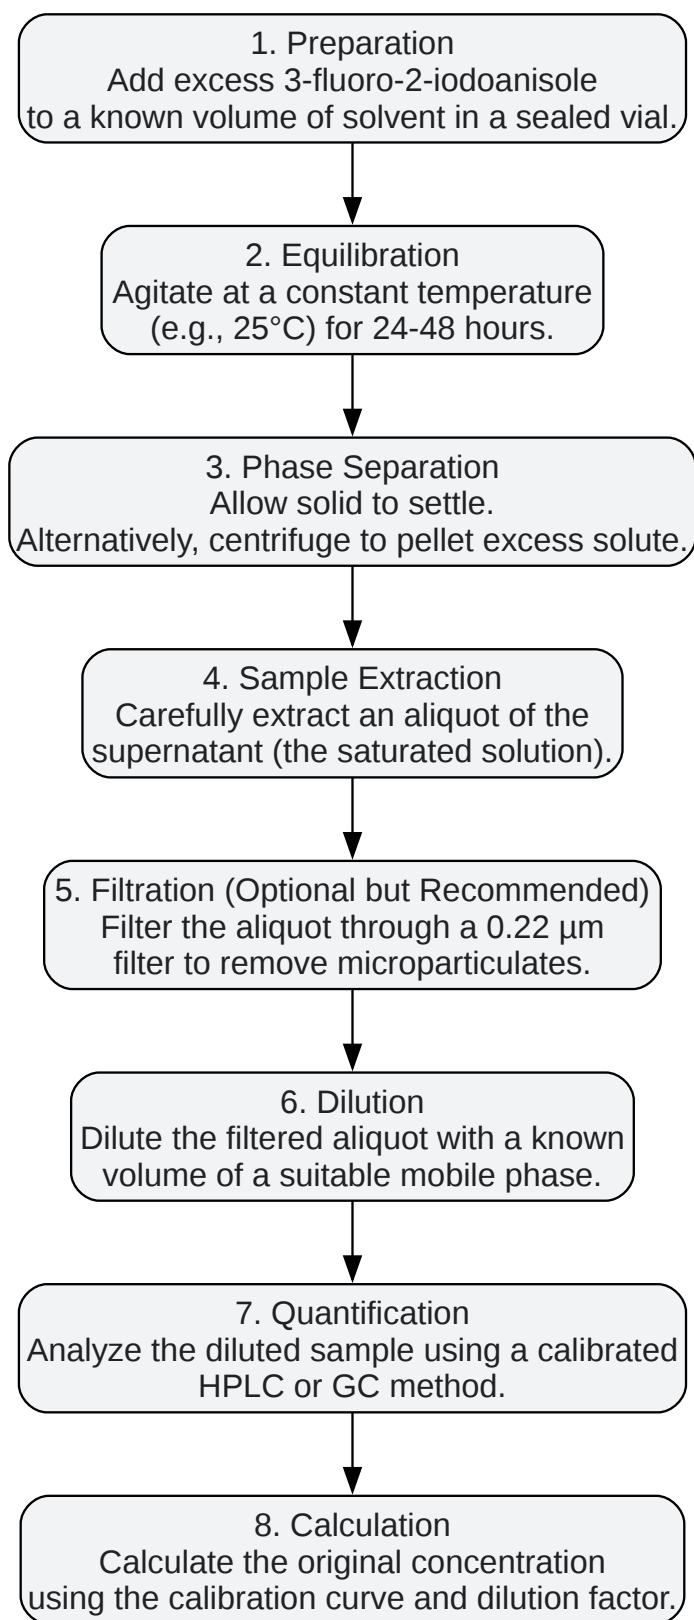 1. Preparation
Add excess 3-fluoro-2-iodoanisole
to a known volume of solvent in a sealed vial.
2. Equilibration
Agitate at a constant temperature
(e.g., 25°C) for 24-48 hours.
3. Phase Separation
Allow solid to settle.
Alternatively, centrifuge to pellet excess solute.
4. Sample Extraction
Carefully extract an aliquot of the
supernatant (the saturated solution).
5. Filtration (Optional but Recommended)
Filter the aliquot through a 0.22 µm
filter to remove microparticulates.
6. Dilution
Dilute the filtered aliquot with a known
volume of a suitable mobile phase.
7. Quantification
Analyze the diluted sample using a calibrated
HPLC or GC method.
8. Calculation
Calculate the original concentration
using the calibration curve and dilution factor.